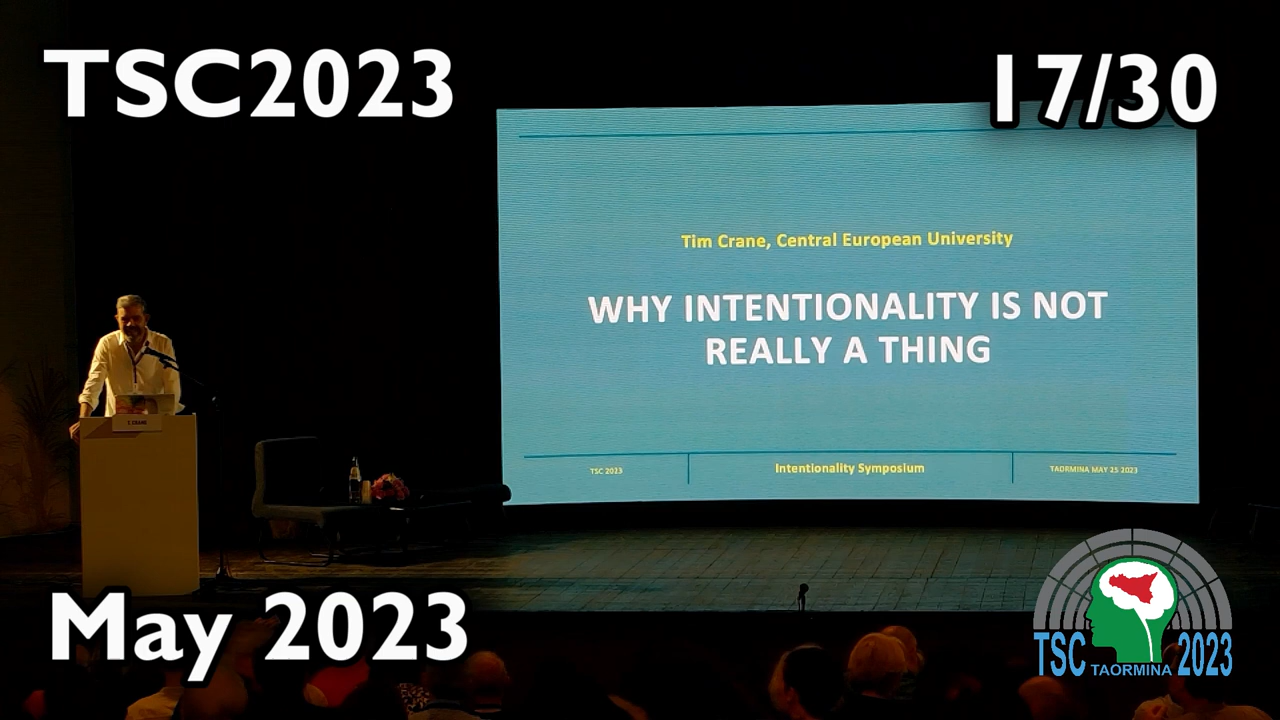 TSC2023
17/30
Tim Crane, Central European University
WHY INTENTIONALITY IS NOT
REALLY A THING
TSC 2023
Intentionality Symposium
TAORMINA MAY 25 2023
T. CRANE
May 2023
TSC TAORMINA 2023